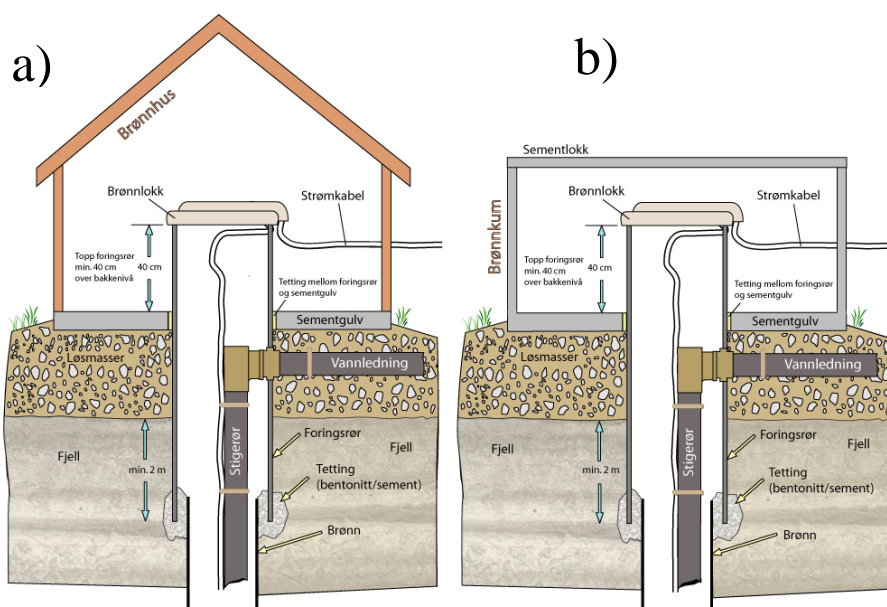 a)
Brønnhus
Brønnlokk
Strømkabel
Topp foringsrør
min. 40 cm
over bakkenivå
40 cm
Tetting mellom foringsrør
og sementgulv
Sementgulv
Løsmasser
Vannledning
Fjell
min. 2 m
Stigerør
Foringsrør
Fjell
Tetting
(bentonitt/sement)
Brønn
b)
Sementlokk
Brønnkum
Brønnlokk
Strømkabel
Topp foringsrør
min. 40 cm
over bakkenivå
40 cm
Tetting mellom foringsrør
og sementgulv
Sementgulv
Løsmasser
Vannledning
Fjell
min. 2 m
Stigerør
Foringsrør
Fjell
Tetting
(bentonitt/sement)
Brønn